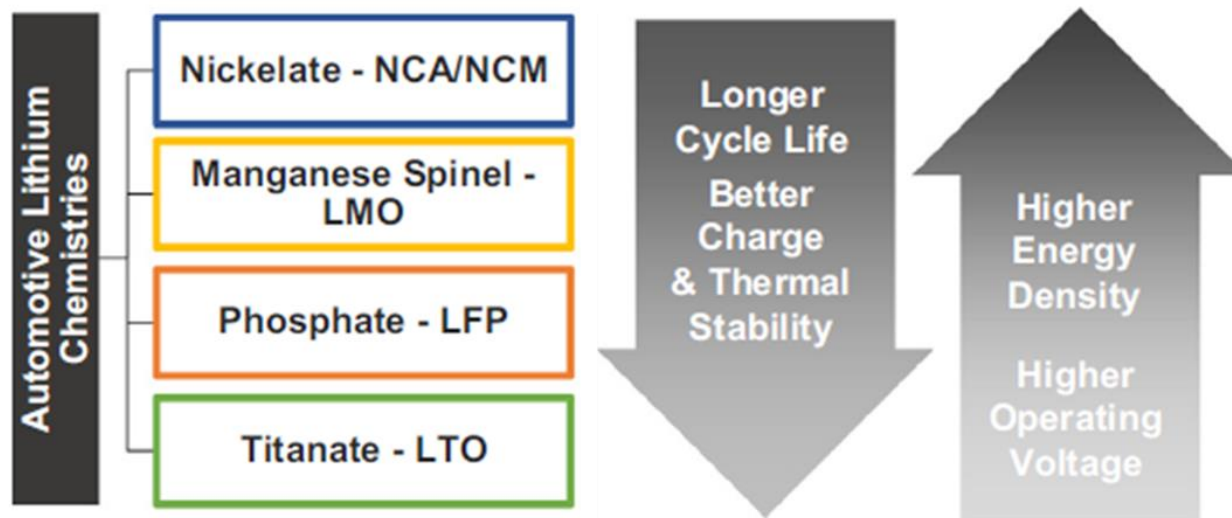 Automotive Lithium
Chemistries
Nickelate - NCA/NCM
Manganese Spinel -
LMO
Phosphate - LFP
Titanate - LTO
Longer
Cycle Life
Better
Charge
& Thermal
Stability
Higher
Energy
Density
Higher
Operating
Voltage